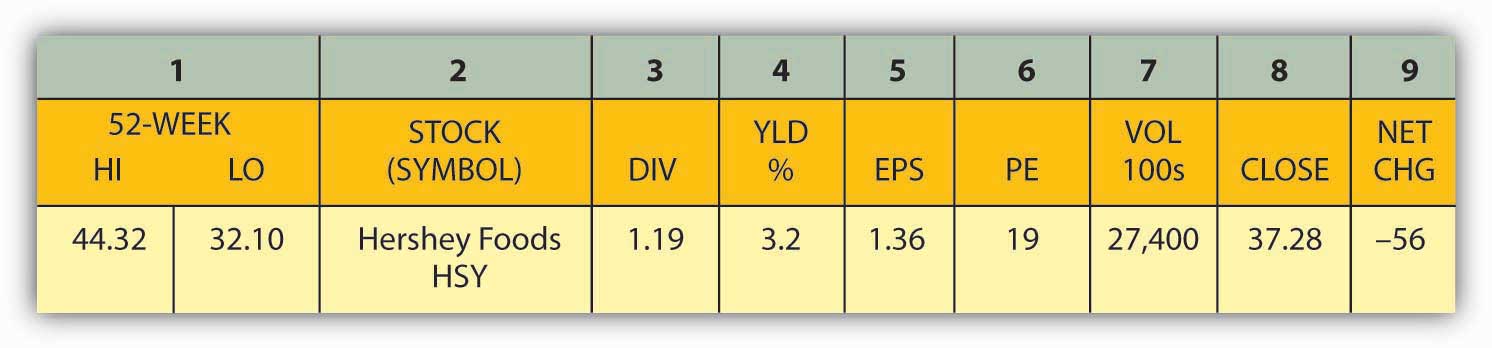 1 2 3 4 5 6 7 8 9
52-WEEK
HI LO
STOCK
(SYMBOL)
DIV
YLD
%
EPS
PE
VOL
100s
CLOSE
NET
CHG
44.32 32.10 Hershey Foods 1.19 3.2 1.36 19 27,400 37.28 –56
HSY